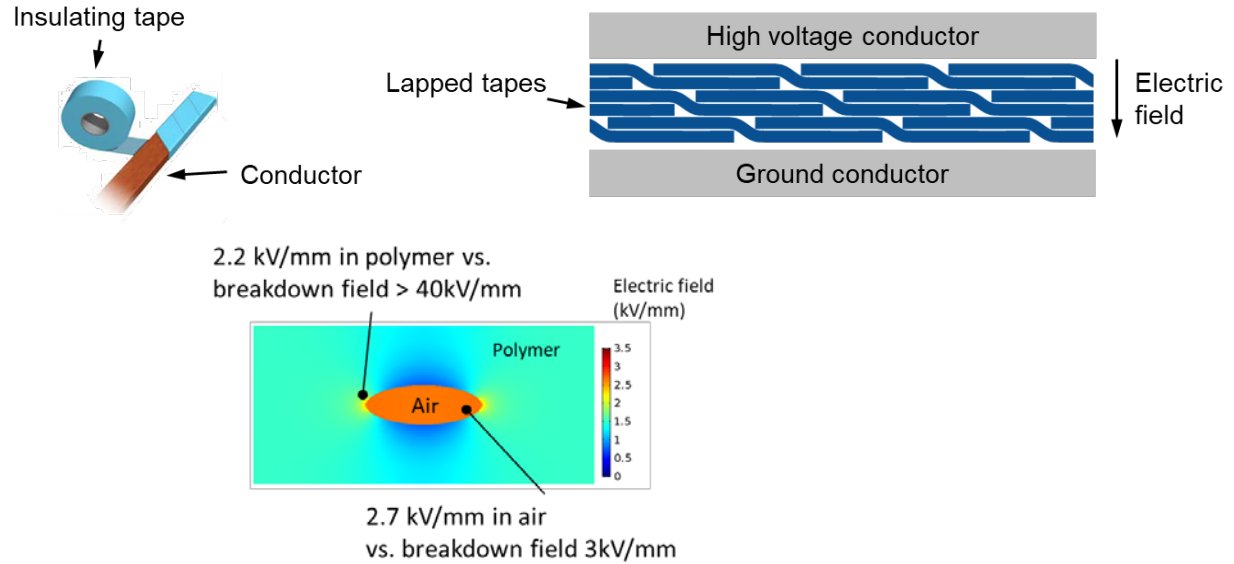 Insulating tape
Conductor
High voltage conductor
Lapped tapes
Electric
field
Ground conductor
2.2 kV/mm in polymer vs.
breakdown field > 40kV/mm
Electric field
(kV/mm)
Polymer
Air
3.5
3
2.5
2
1.5
1
0.5
0
2.7 kV/mm in air
vs. breakdown field 3kV/mm